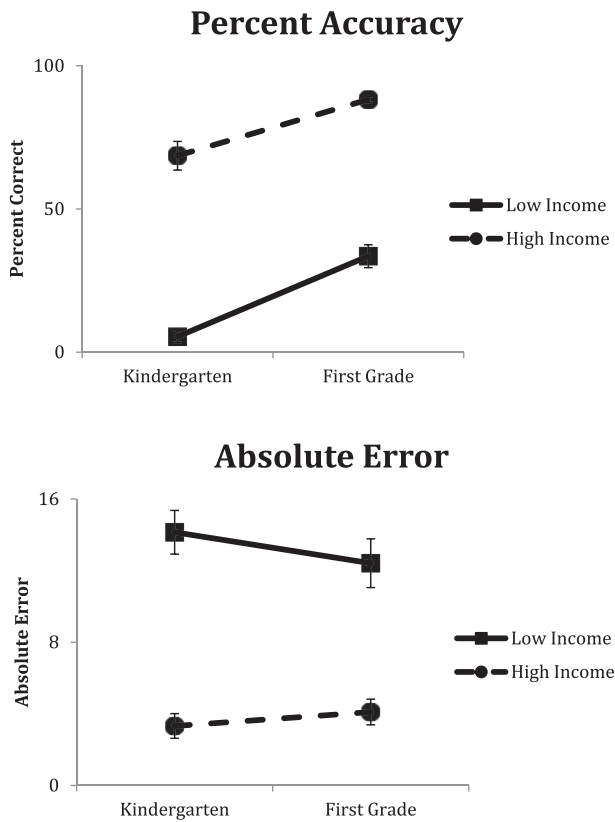 Percent Accuracy
100
50
0
Percent Correct
Kindergarten
First Grade
Low Income
High Income
Absolute Error
16
8
0
Absolute Error
Kindergarten
First Grade
Low Income
High Income